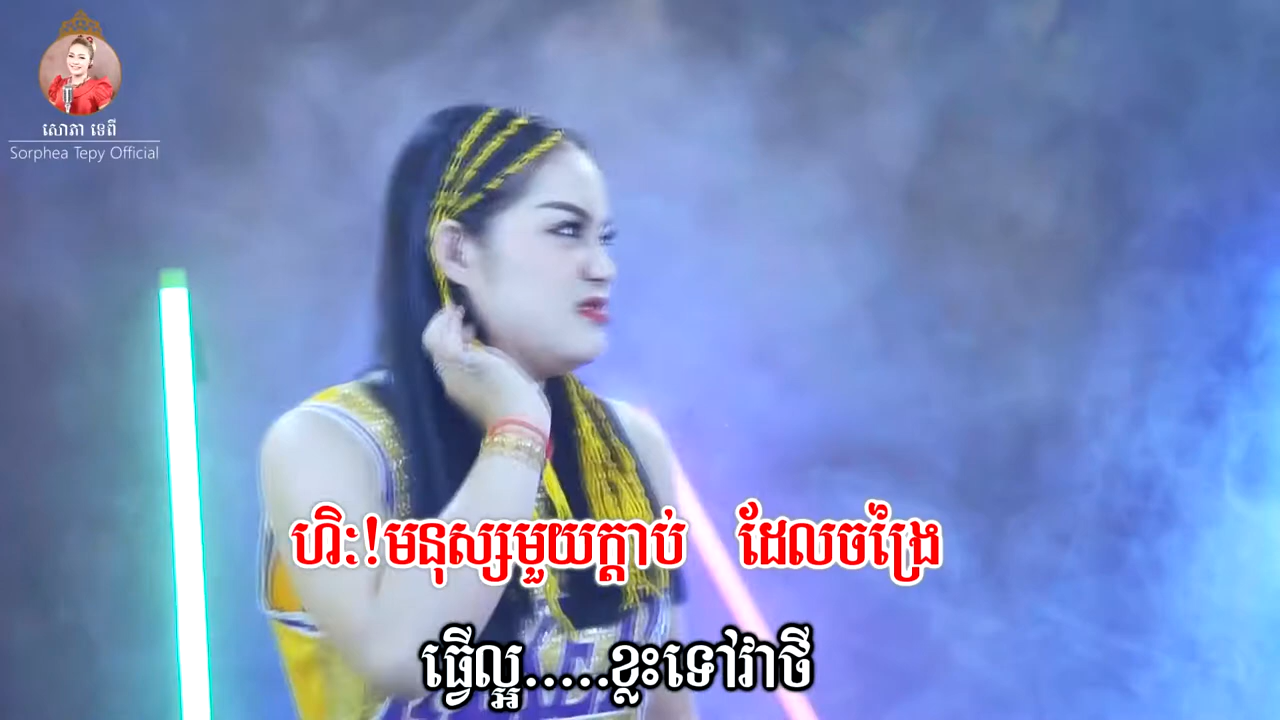 សោភា ទេពី
Sorphea Tepy Official
ហិៈ!មនុស្សមួយក្ដាប់ ដែលចង្រៃ
ធ្វើល្អ.....ខ្លះទៅវាថី